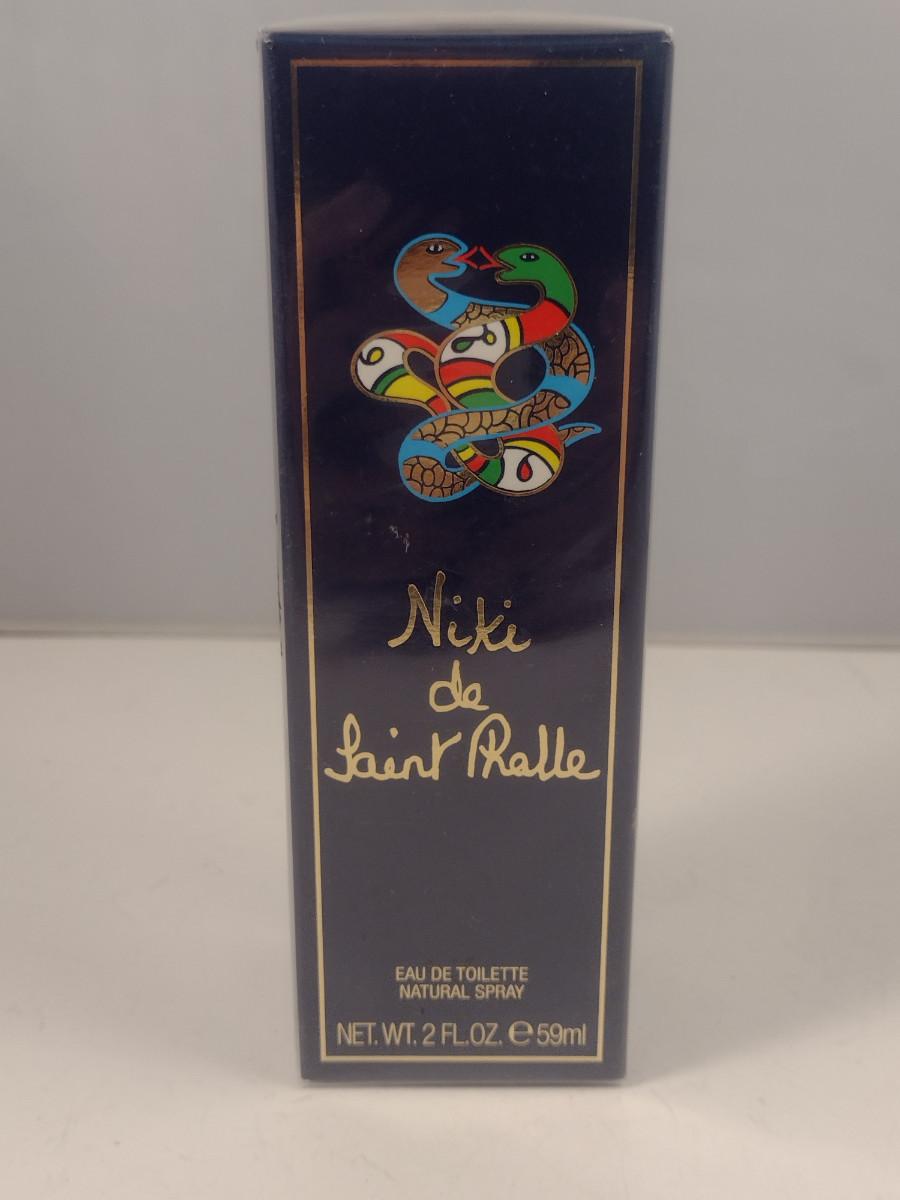 Niki
de
Saint Phalle
EAU DE TOILETTE
NATURAL SPRAY
NET. WT. 2 FL.OZ. ℮ 59ml